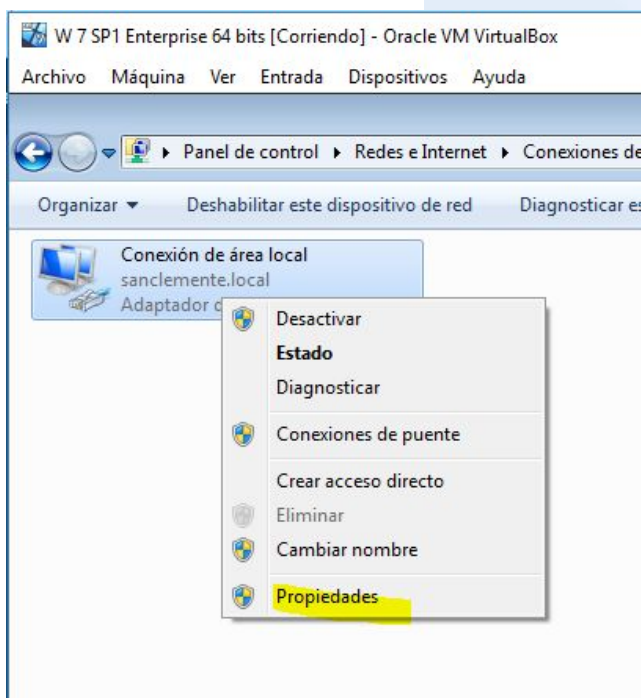 W 7 SP1 Enterprise 64 bits [Corriendo] - Oracle VM VirtualBox
Archivo Máquina Ver Entrada Dispositivos Ayuda
Panel de control Redes e Internet Conexiones de
Organizar Deshabilitar este dispositivo de red Diagnosticar es
Conexión de área local
sanclemente.local
Adaptador d
Desactivar
Estado
Diagnosticar
Conexiones de puente
Crear acceso directo
Eliminar
Cambiar nombre
Propiedades